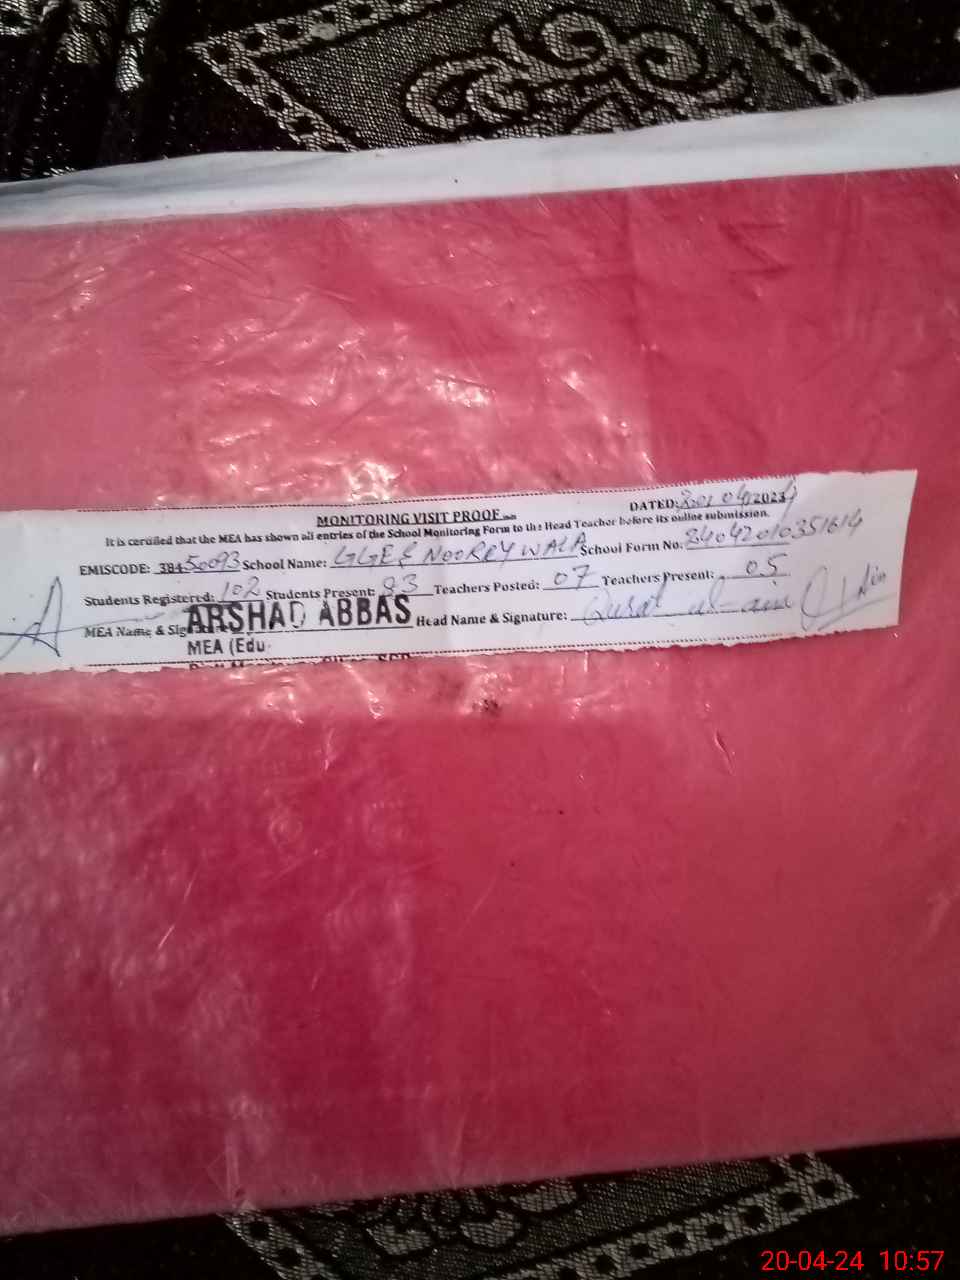 MONITORING VISIT PROOF
DATED: 20/04/2024
It is certified that the MEA has shown all entries of the School Monitoring Form to the Head Teacher before its online submission.
EMISCODE: 38450093 School Name: GGES NOOREYWALA School Form No:
Students Registered: 102 Students Present: 83 Teachers Posted: 07 Teachers Present: 05
MEA Name & Sig ARSHAD ABBAS Head Name & Signature: Qurat ul-ain
MEA (Edu
20-04-24 10:57